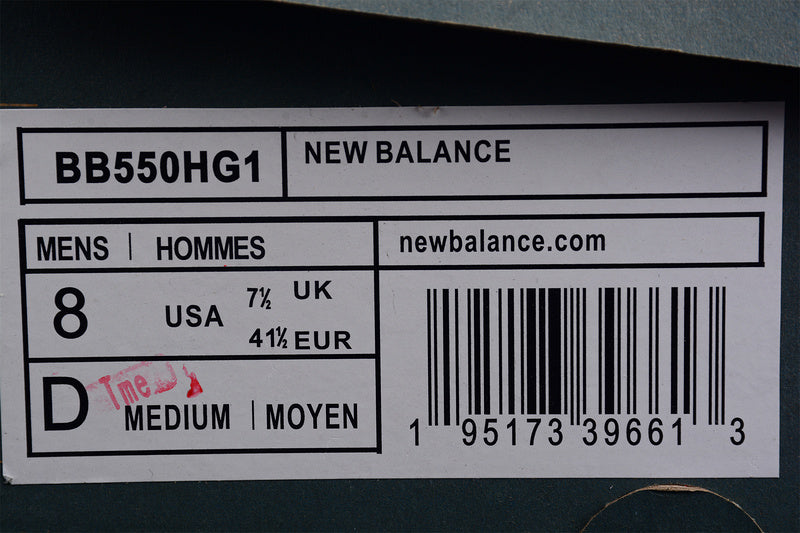 BB550HG1
NEW BALANCE
MENS | HOMMES
newbalance.com
8 USA 7½ UK
41½ EUR
D MEDIUM | MOYEN
Tme
1 95173 39661 3